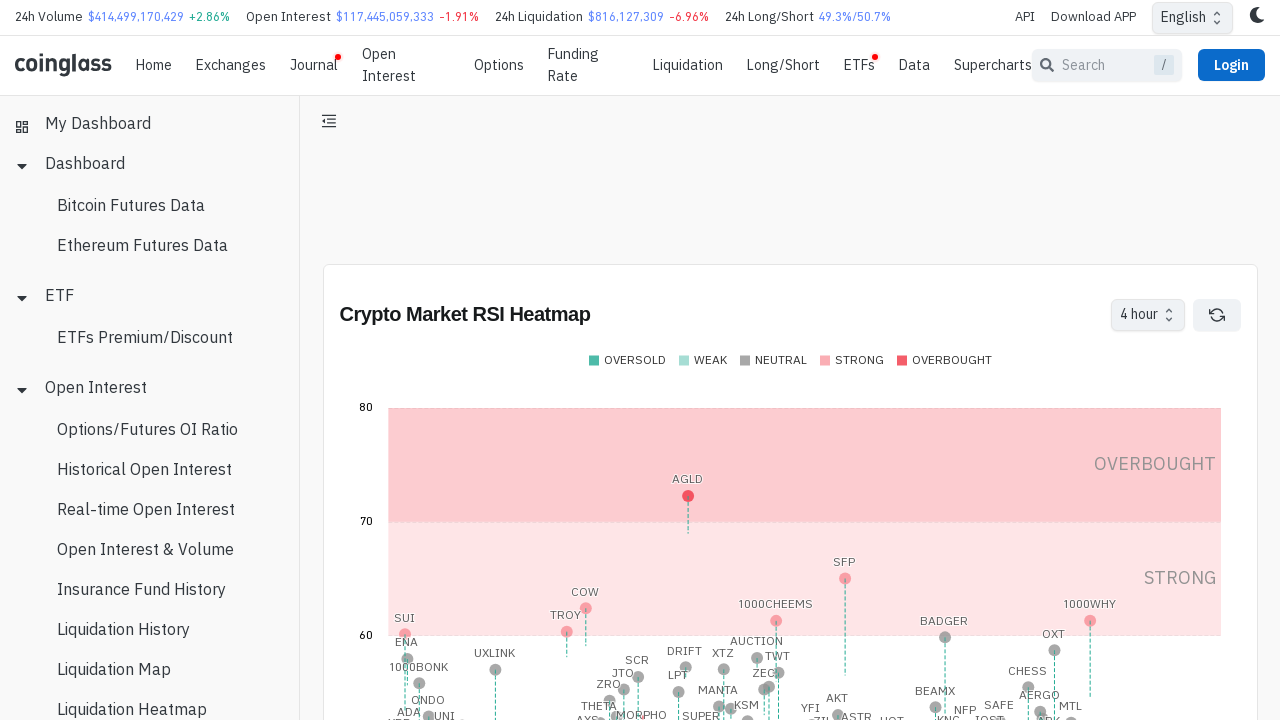 24h Volume $414,499,170,429 +2.86% Open Interest $117,445,059,333 -1.91% 24h Liquidation $816,127,309 -6.96% 24h Long/Short 49.3%/50.7% API Download APP English
coinglass Home Exchanges Journal Open Interest Options Funding Rate Liquidation Long/Short ETFs Data Supercharts Search / Login
My Dashboard
Dashboard
Bitcoin Futures Data
Ethereum Futures Data
ETF
ETFs Premium/Discount
Open Interest
Options/Futures OI Ratio
Historical Open Interest
Real-time Open Interest
Open Interest & Volume
Insurance Fund History
Liquidation History
Liquidation Map
Liquidation Heatmap
Crypto Market RSI Heatmap 4 hour
OVERSOLD WEAK NEUTRAL STRONG OVERBOUGHT
80
OVERBOUGHT
AGLD
70
SFP
STRONG
COW
1000CHEEMS 1000WHY
TROY
SUI BADGER
60
OXT
ENA AUCTION
UXLINK DRIFT XTZ TWT
SCR
1000BONK JTO LPT ZEC CHESS
ZRO
MANTA BEAMX
AERGO
ONDO AKT
THETA KSM YFI SAFE MTL
ADA UNI MORPHO SUPER NFP
AXS ZIL ASTR KNC IOST ARK
HOT